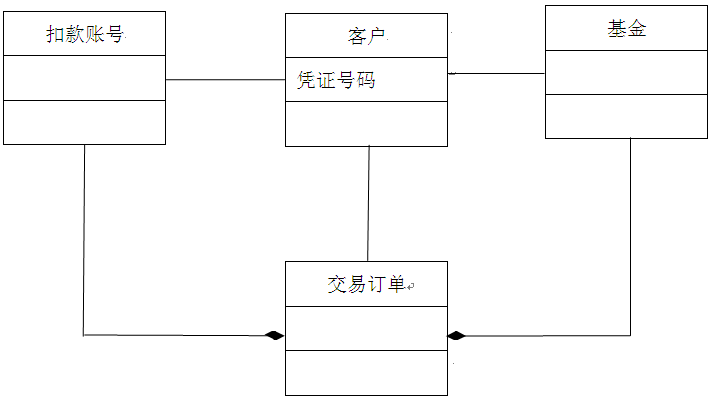 扣款账号
客户
基金
凭证号码
交易订单